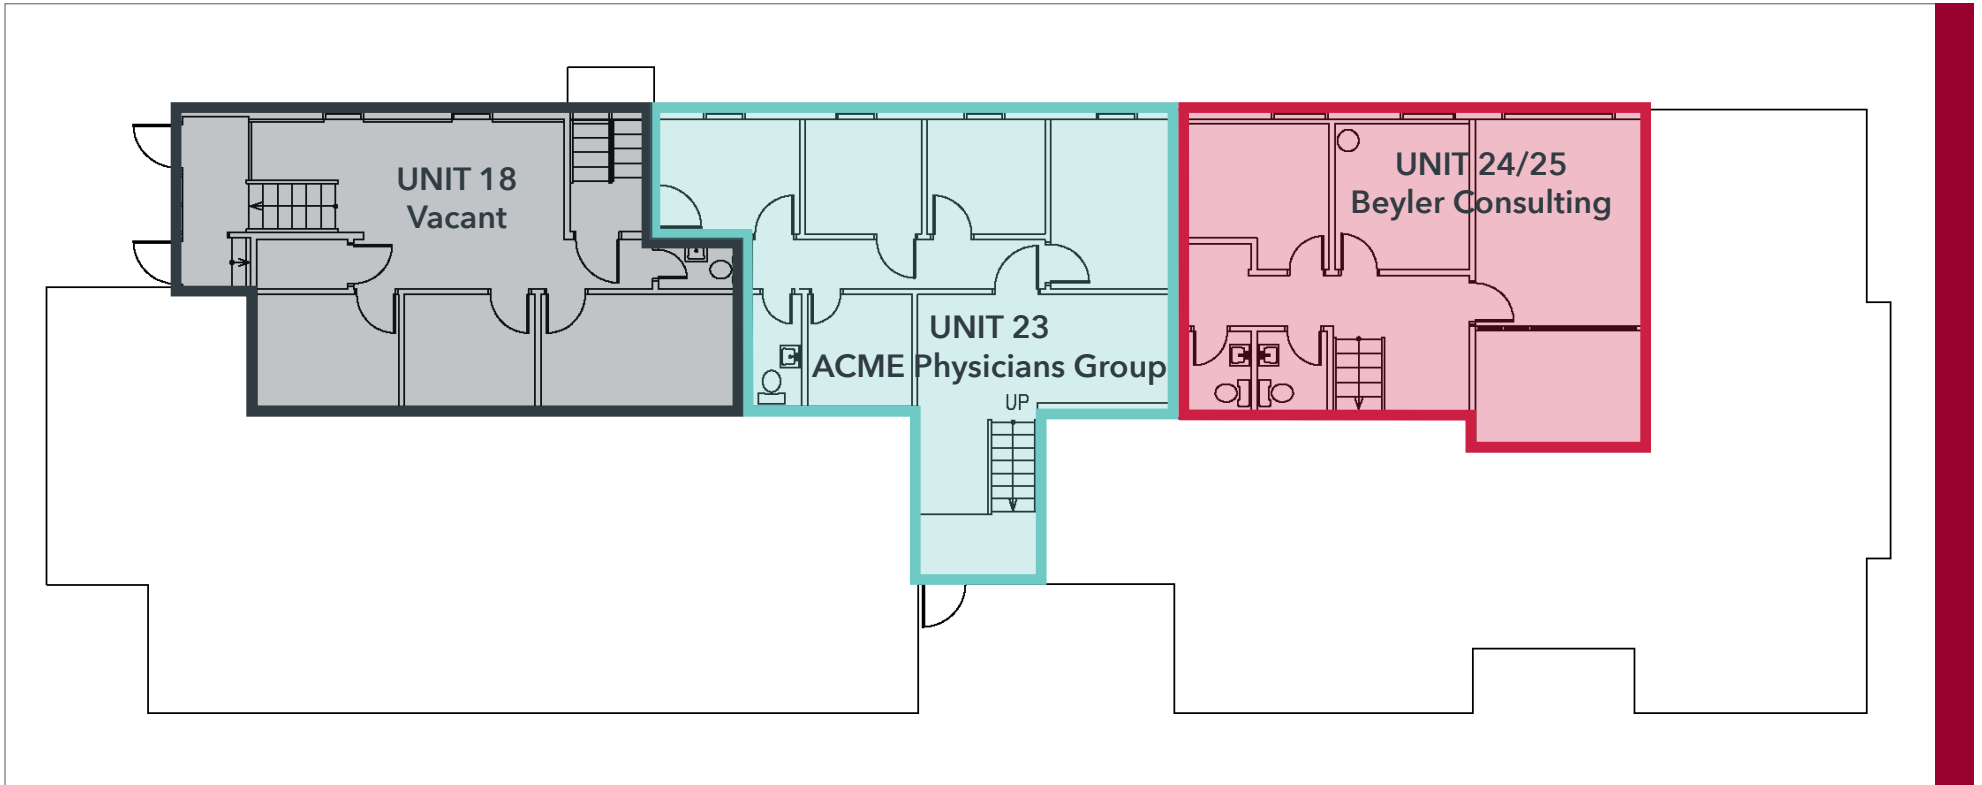 UNIT 18
Vacant
UNIT 23
ACME Physicians Group
UP
UNIT 24/25
Beyler Consulting